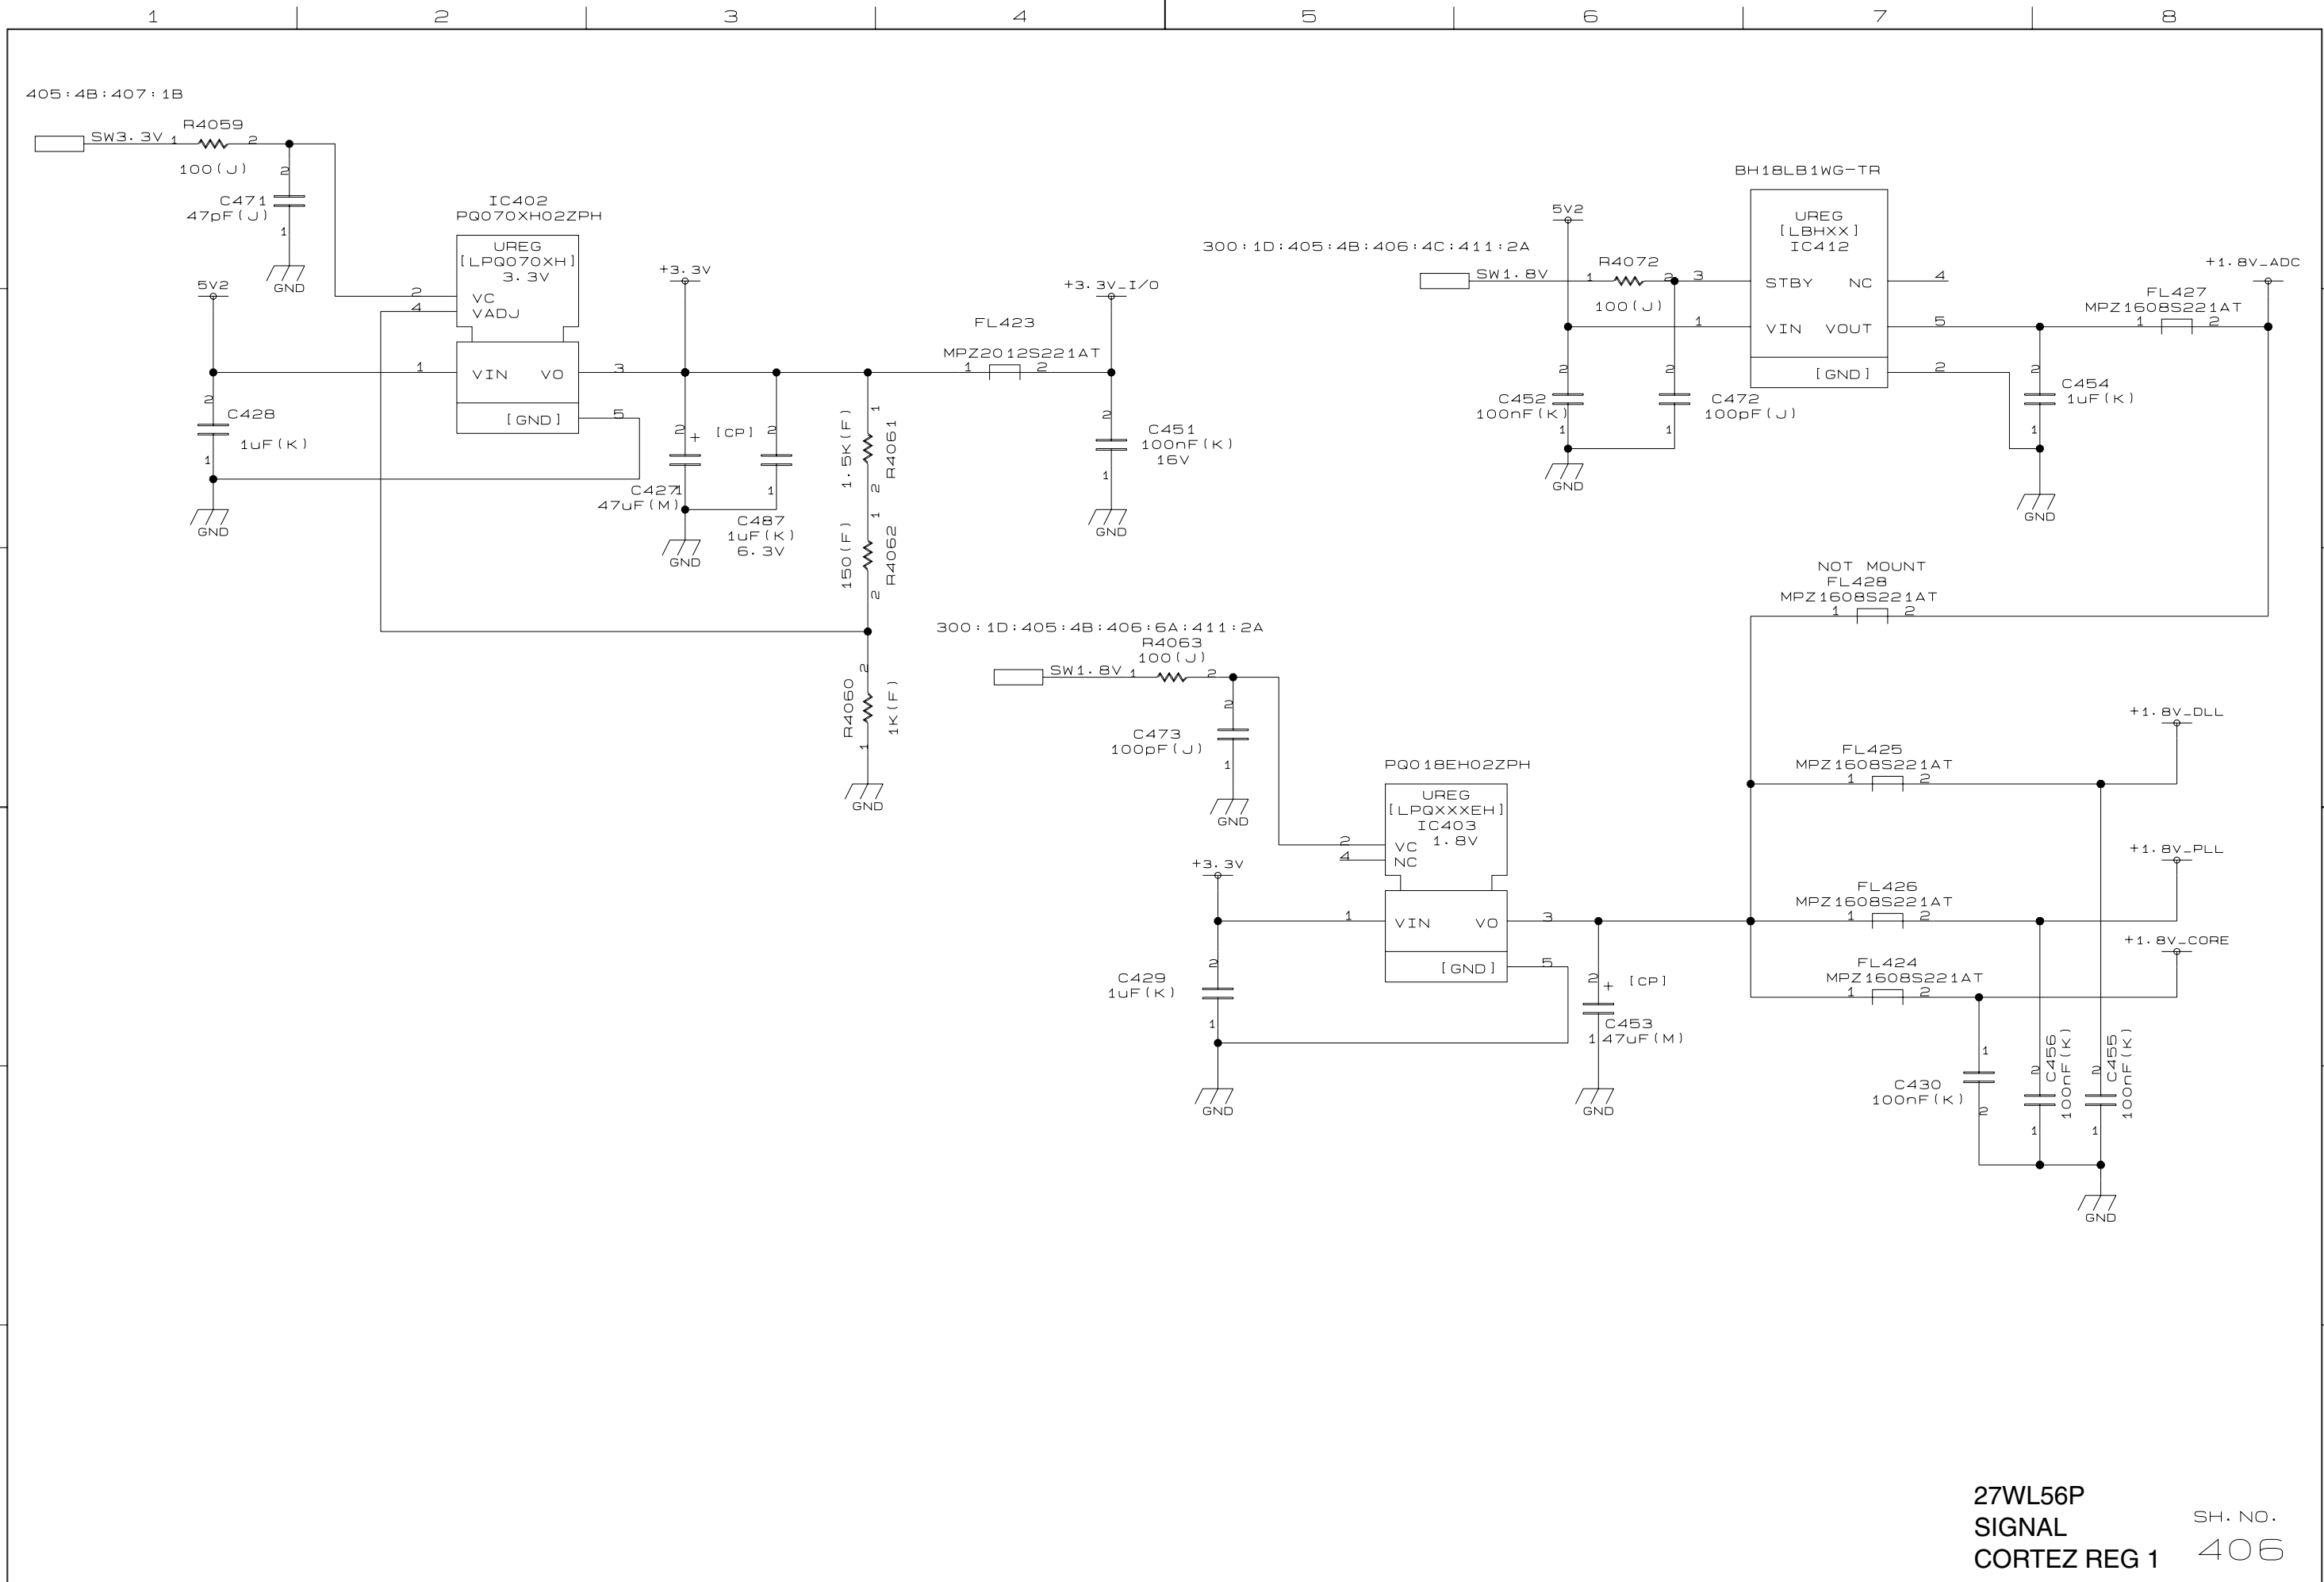 1 2 3 4 5 6 7 8
405:4B:407:1B
SW3.3V
1
R4059
2
100(J)
2
C471
47pF(J)
1
GND
IC402
PQ070XH02ZPH
UREG
[LPQ070XH]
3.3V
2
VC
4
VADJ
5V2
1
VIN VO
3
[GND]
5
2
C428
1uF(K)
1
GND
+3.3V
2
+
[CP]
2
C427
1
47uF(M)
1
C487
1uF(K)
6.3V
GND
1
1.5K(F)
R4061
2
1
150(F)
R4062
2
2
R4060
1K(F)
1
GND
FL423
MPZ2012S221AT
1 2
+3.3V_I/O
2
C451
100nF(K)
16V
1
GND
300:1D:405:4B:406:4C:411:2A
SW1.8V
5V2
1
R4072
2
100(J)
3
1
BH18LB1WG-TR
UREG
[LBHXX]
IC412
STBY NC
4
VIN VOUT
5
[GND]
2
2
C452
100nF(K)
1
2
C472
100pF(J)
1
GND
2
C454
1uF(K)
1
GND
FL427
MPZ1608S221AT
1 2
+1.8V_ADC
NOT MOUNT
FL428
MPZ1608S221AT
1 2
300:1D:405:4B:406:6A:411:2A
R4063
100(J)
SW1.8V 1 2
2
C473
100pF(J)
1
GND
PQ018EH02ZPH
UREG
[LPQXXXEH]
IC403
1.8V
2
VC
4
NC
+3.3V
1
VIN VO
3
[GND]
5
2
C429
1uF(K)
1
GND
2
+
[CP]
C453
1
47uF(M)
GND
+1.8V_DLL
FL425
MPZ1608S221AT
1 2
+1.8V_PLL
FL426
MPZ1608S221AT
1 2
+1.8V_CORE
FL424
MPZ1608S221AT
1 2
1
C430
100nF(K)
2
2
C456
100nF(K)
1
2
C455
100nF(K)
1
GND
27WL56P
SIGNAL
CORTEZ REG 1
SH.NO.
406